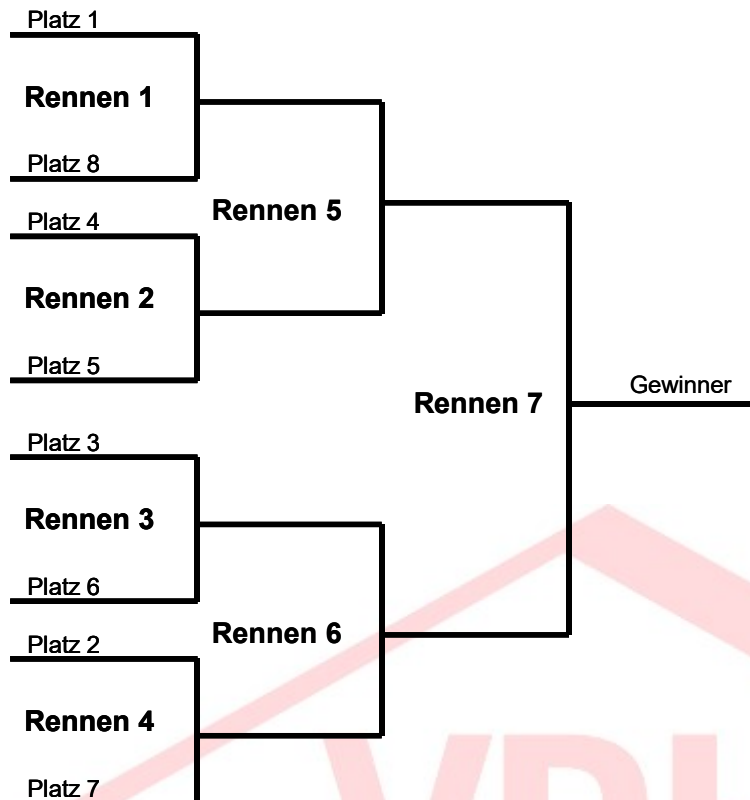 Platz 1
Rennen 1
Platz 8
Rennen 5
Platz 4
Rennen 2
Platz 5
Rennen 7
Gewinner
Platz 3
Rennen 3
Platz 6
Rennen 6
Platz 2
Rennen 4
Platz 7